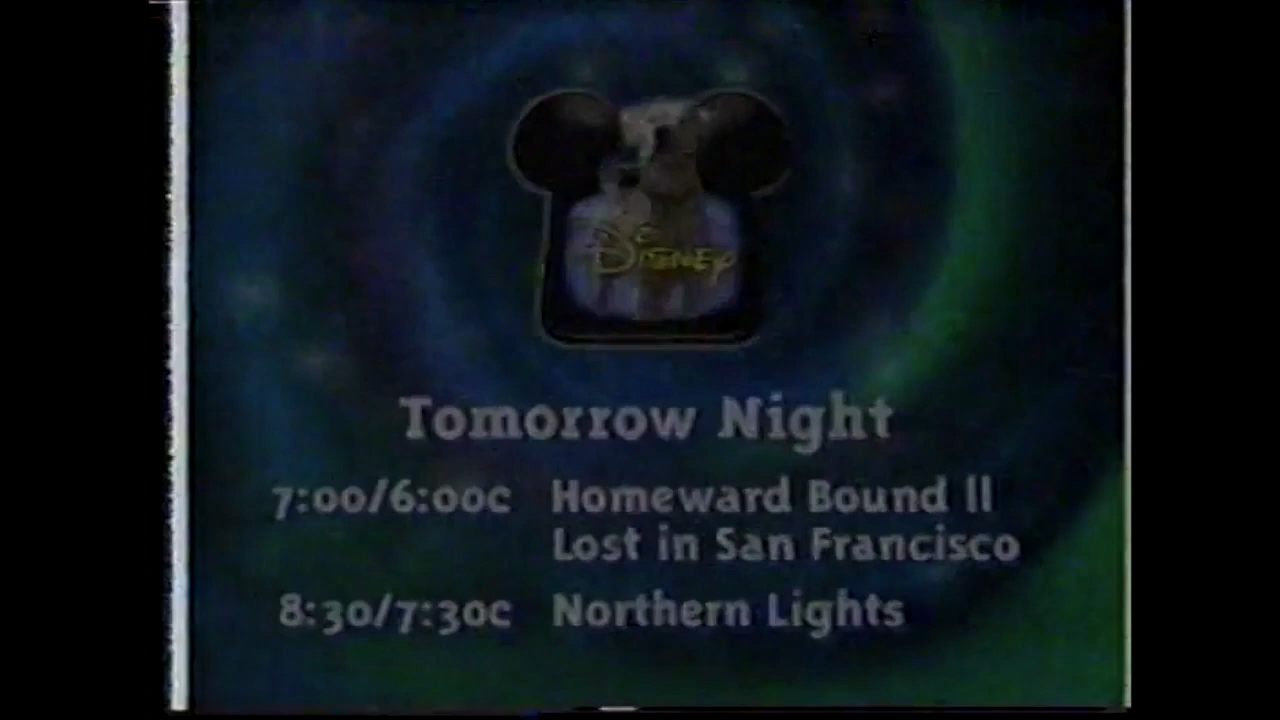 Disney
Tomorrow Night
7:00/6:00c Homeward Bound II
Lost in San Francisco
8:30/7:30c Northern Lights